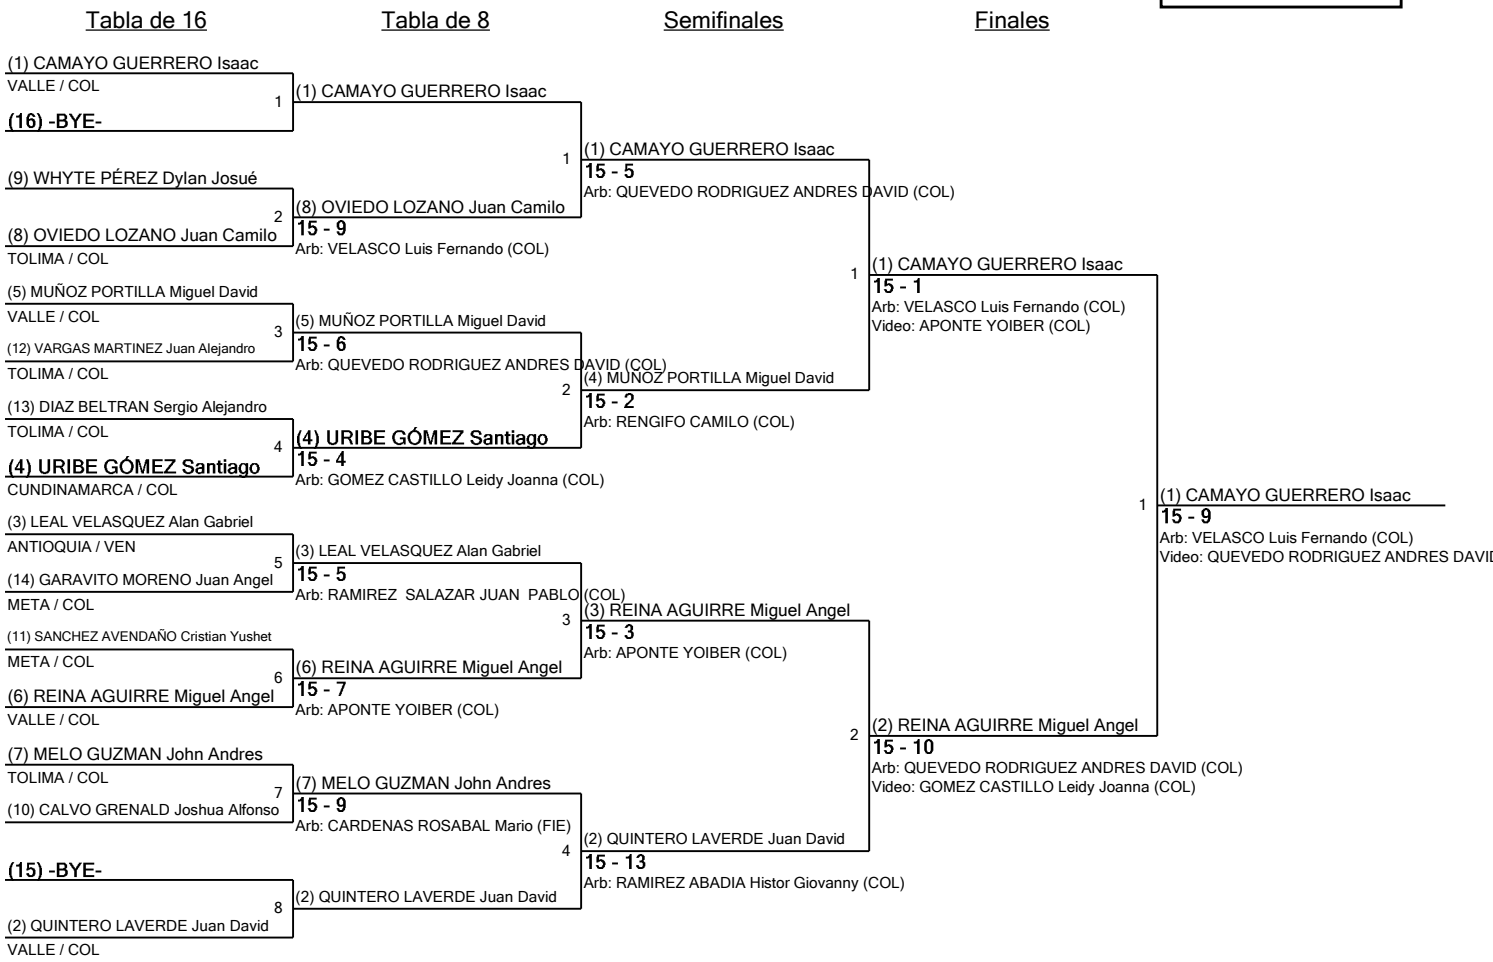 Tabla de 16
Tabla de 8
Semifinales
Finales
(1) CAMAYO GUERRERO Isaac
VALLE / COL
1
(16) -BYE-
(9) WHYTE PÉREZ Dylan Josué
2
(8) OVIEDO LOZANO Juan Camilo
TOLIMA / COL
(5) MUÑOZ PORTILLA Miguel David
VALLE / COL
3
(12) VARGAS MARTINEZ Juan Alejandro
TOLIMA / COL
(13) DIAZ BELTRAN Sergio Alejandro
TOLIMA / COL
4
(4) URIBE GÓMEZ Santiago
CUNDINAMARCA / COL
(3) LEAL VELASQUEZ Alan Gabriel
ANTIOQUIA / VEN
5
(14) GARAVITO MORENO Juan Angel
META / COL
(11) SANCHEZ AVENDAÑO Cristian Yushet
META / COL
6
(6) REINA AGUIRRE Miguel Angel
VALLE / COL
(7) MELO GUZMAN John Andres
TOLIMA / COL
7
(10) CALVO GRENALD Joshua Alfonso
(15) -BYE-
8
(2) QUINTERO LAVERDE Juan David
VALLE / COL
(1) CAMAYO GUERRERO Isaac
1
(8) OVIEDO LOZANO Juan Camilo
15 - 9
Arb: VELASCO Luis Fernando (COL)
(5) MUÑOZ PORTILLA Miguel David
15 - 6
Arb: QUEVEDO RODRIGUEZ ANDRES DAVID (COL)
2
(4) URIBE GÓMEZ Santiago
15 - 4
Arb: GOMEZ CASTILLO Leidy Joanna (COL)
(3) LEAL VELASQUEZ Alan Gabriel
15 - 5
Arb: RAMIREZ SALAZAR JUAN PABLO (COL)
3
(6) REINA AGUIRRE Miguel Angel
15 - 7
Arb: APONTE YOIBER (COL)
(7) MELO GUZMAN John Andres
15 - 9
Arb: CARDENAS ROSABAL Mario (FIE)
4
(2) QUINTERO LAVERDE Juan David
(1) CAMAYO GUERRERO Isaac
15 - 5
Arb: QUEVEDO RODRIGUEZ ANDRES DAVID (COL)
1
(4) MUÑOZ PORTILLA Miguel David
15 - 2
Arb: RENGIFO CAMILO (COL)
(3) REINA AGUIRRE Miguel Angel
15 - 3
Arb: APONTE YOIBER (COL)
2
(2) QUINTERO LAVERDE Juan David
15 - 13
Arb: RAMIREZ ABADIA Histor Giovanny (COL)
(1) CAMAYO GUERRERO Isaac
15 - 1
Arb: VELASCO Luis Fernando (COL)
Video: APONTE YOIBER (COL)
1
(2) REINA AGUIRRE Miguel Angel
15 - 10
Arb: QUEVEDO RODRIGUEZ ANDRES DAVID (COL)
Video: GOMEZ CASTILLO Leidy Joanna (COL)
(1) CAMAYO GUERRERO Isaac
15 - 9
Arb: VELASCO Luis Fernando (COL)
Video: QUEVEDO RODRIGUEZ ANDRES DAVID